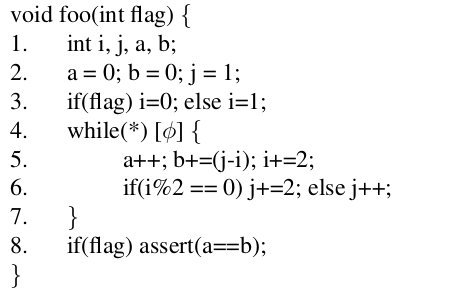 void foo(int flag) {
1. int i, j, a, b;
2. a = 0; b = 0; j = 1;
3. if(flag) i=0; else i=1;
4. while(*) [ϕ] {
5. a++; b+=(j-i); i+=2;
6. if(i%2 == 0) j+=2; else j++;
7. }
8. if(flag) assert(a==b);
}